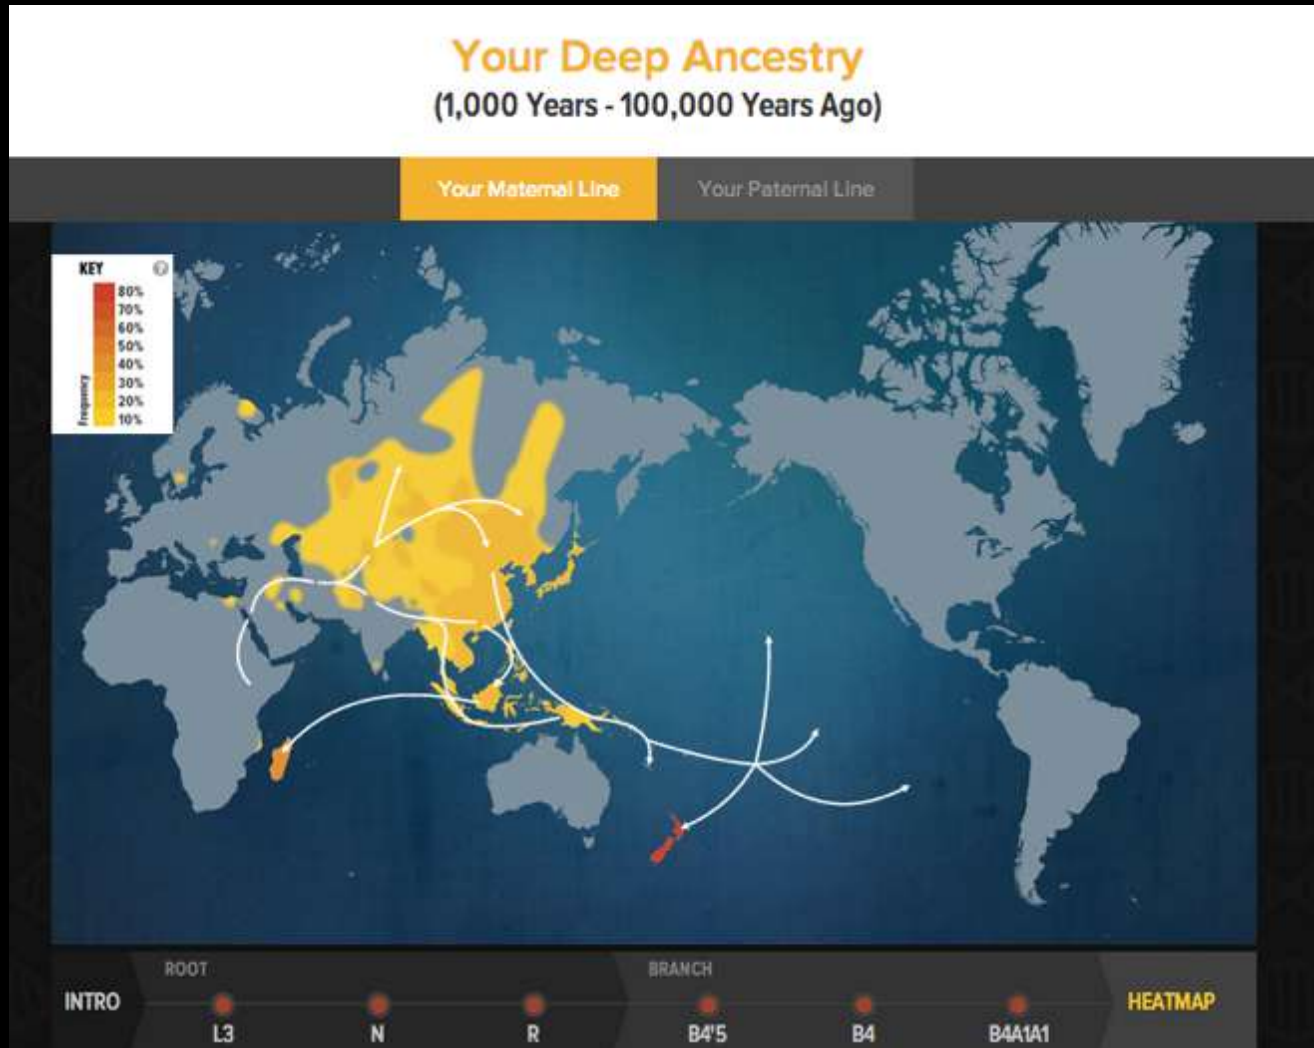 Your Deep Ancestry
(1,000 Years - 100,000 Years Ago)
Your Maternal Line
Your Paternal Line
KEY
?
80%
70%
60%
50%
40%
30%
20%
10%
Frequency
ROOT
BRANCH
INTRO
HEATMAP
L3
N
R
B4'5
B4
B4A1A1